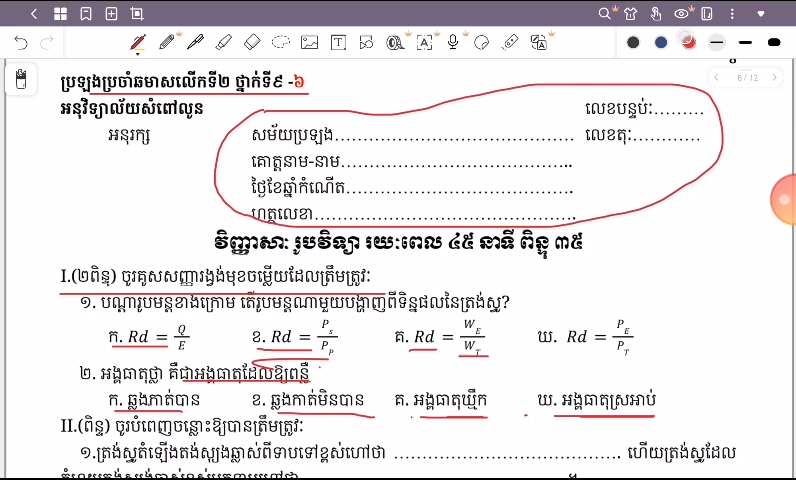 8/12
ប្រឡងប្រចាំឆមាសលើកទី២ ថ្នាក់ទី៩ -៦
អនុវិទ្យាល័យសំពៅលូន លេខបន្ទប់:.........
អនុរក្ស សម័យប្រឡង............................................... លេខតុ:............
គោត្តនាម-នាម..............................................
ថ្ងៃខែឆ្នាំកំណើត.............................................
ហត្ថលេខា....................................................
វិញ្ញាសា: រូបវិទ្យា រយ:ពេល ៤៥ នាទី ពិន្ទុ ៣៥
I.(២ពិន្ទុ) ចូរគូសសញ្ញារង្វង់មុខចម្លើយដែលត្រឹមត្រូវ:
១. បណ្តារូបមន្តខាងក្រោម តើរូបមន្តណាមួយបង្ហាញពីទិន្នផលនៃត្រង់ស្វូ?
ក. Rd = Q/E ខ. Rd = P_s/P_P គ. Rd = W_E/W_T ឃ. Rd = P_E/P_T
២. អង្គធាតុថ្លា គឺជាអង្គធាតុដែលឱ្យពន្លឺ
ក. ឆ្លងកាត់បាន ខ. ឆ្លងកាត់មិនបាន គ. អង្គធាតុឃ្មឹក ឃ. អង្គធាតុស្រអាប់
II.(ពិន្ទុ) ចូរបំពេញចន្លោះឱ្យបានត្រឹមត្រូវ:
១.ត្រង់ស្វូតំឡើងតង់ស្យុងឆ្លាស់ពីទាបទៅខ្ពស់ហៅថា ............................................. ហើយត្រង់ស្វូដែល